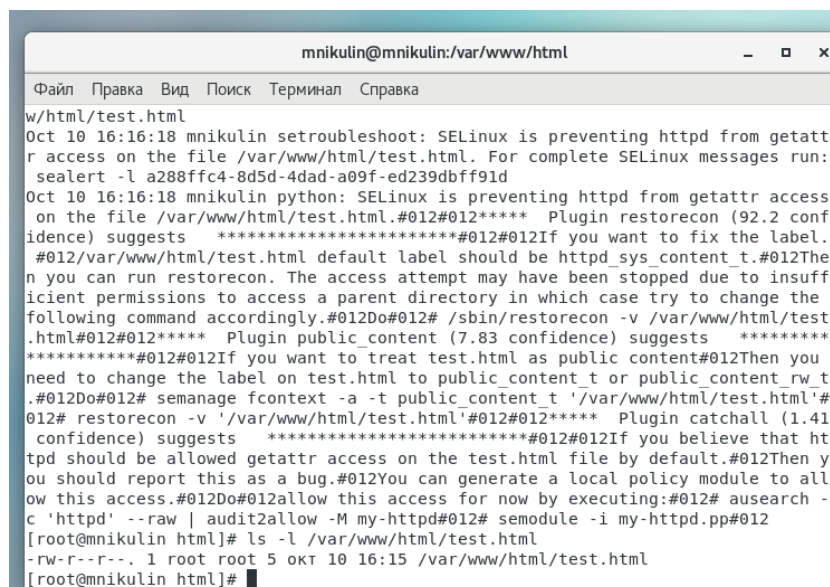 mnikulin@mnikulin:/var/www/html
Файл Правка Вид Поиск Терминал Справка
w/html/test.html
Oct 10 16:16:18 mnikulin setroubleshoot: SELinux is preventing httpd from getatt
r access on the file /var/www/html/test.html. For complete SELinux messages run:
 sealert -l a288ffc4-8d5d-4dad-a09f-ed239dbff91d
Oct 10 16:16:18 mnikulin python: SELinux is preventing httpd from getattr access
 on the file /var/www/html/test.html.#012#012*****  Plugin restorecon (92.2 conf
idence) suggests   ************************#012#012If you want to fix the label.
 #012/var/www/html/test.html default label should be httpd_sys_content_t.#012The
n you can run restorecon. The access attempt may have been stopped due to insuff
icient permissions to access a parent directory in which case try to change the
following command accordingly.#012Do#012# /sbin/restorecon -v /var/www/html/test
.html#012#012*****  Plugin public_content (7.83 confidence) suggests   *********
***********#012#012If you want to treat test.html as public content#012Then you
need to change the label on test.html to public_content_t or public_content_rw_t
.#012Do#012# semanage fcontext -a -t public_content_t '/var/www/html/test.html'#
012# restorecon -v '/var/www/html/test.html'#012#012*****  Plugin catchall (1.41
 confidence) suggests   **************************#012#012If you believe that ht
tpd should be allowed getattr access on the test.html file by default.#012Then y
ou should report this as a bug.#012You can generate a local policy module to all
ow this access.#012Do#012allow this access for now by executing:#012# ausearch -
c 'httpd' --raw | audit2allow -M my-httpd#012# semodule -i my-httpd.pp#012
[root@mnikulin html]# ls -l /var/www/html/test.html
-rw-r--r--. 1 root root 5 окт 10 16:15 /var/www/html/test.html
[root@mnikulin html]#